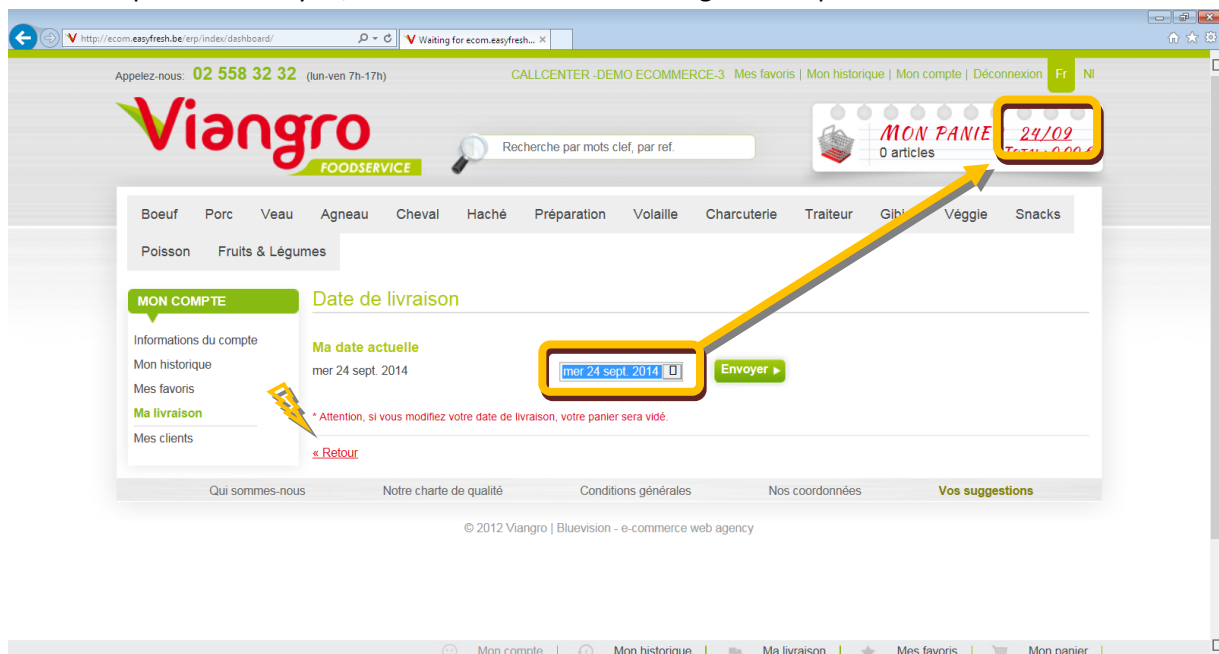 http://ecom.easyfresh.be/erp/index/dashboard/
Waiting for ecom.easyfresh...
Appelez-nous: 02 558 32 32 (lun-ven 7h-17h)
CALLCENTER -DEMO ECOMMERCE-3 Mes favoris | Mon historique | Mon compte | Déconnexion Fr Nl
Viangro
FOODSERVICE
Recherche par mots clef, par ref.
MON PANIE 24/09
0 articles
Boeuf Porc Veau Agneau Cheval Haché Préparation Volaille Charcuterie Traiteur Véggie Snacks
Poisson Fruits & Légumes
MON COMPTE
Informations du compte
Mon historique
Mes favoris
Ma livraison
Mes clients
Date de livraison
Ma date actuelle
mer 24 sept. 2014
mer 24 sept. 2014
Envoyer
* Attention, si vous modifiez votre date de livraison, votre panier sera vidé.
« Retour
Qui sommes-nous Notre charte de qualité Conditions générales Nos coordonnées Vos suggestions
© 2012 Viangro | Bluevision - e-commerce web agency
Mon compte | Mon historique | Ma livraison | Mes favoris | Mon panier |